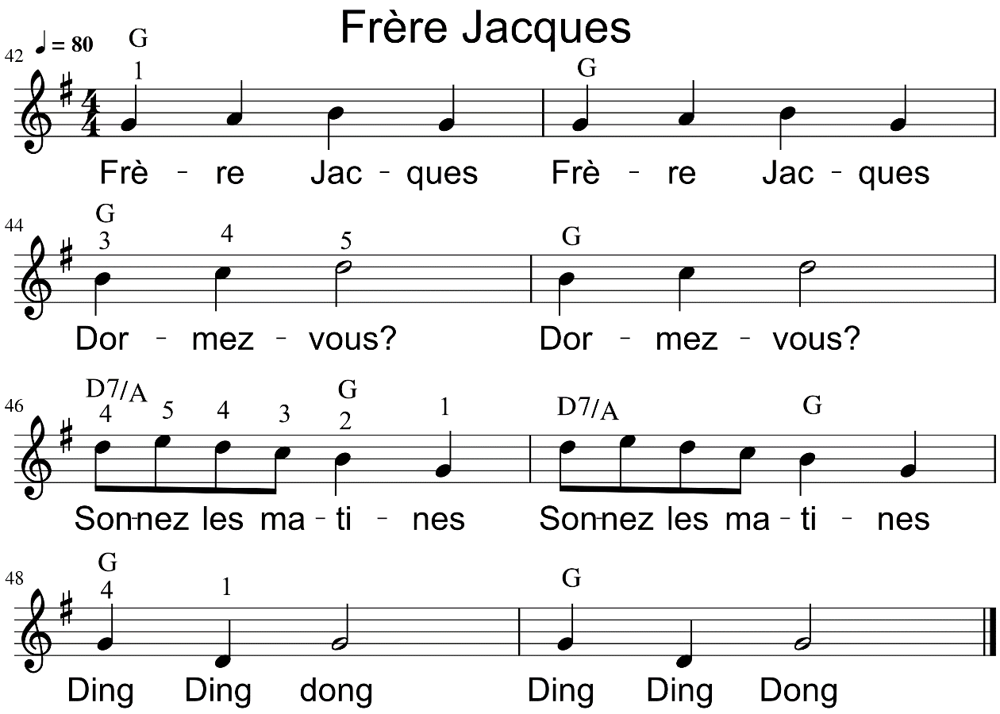 Frère Jacques
42 ♩ = 80 G
1 G
4/4
Frè - re Jac - ques Frè - re Jac - ques
44 G G
3 4 5
Dor - mez - vous? Dor - mez - vous?
46 D7/A G D7/A G
4 5 4 3 2 1
Son-nez les ma - ti - nes Son-nez les ma - ti - nes
48 G G
4 1
Ding Ding dong Ding Ding Dong